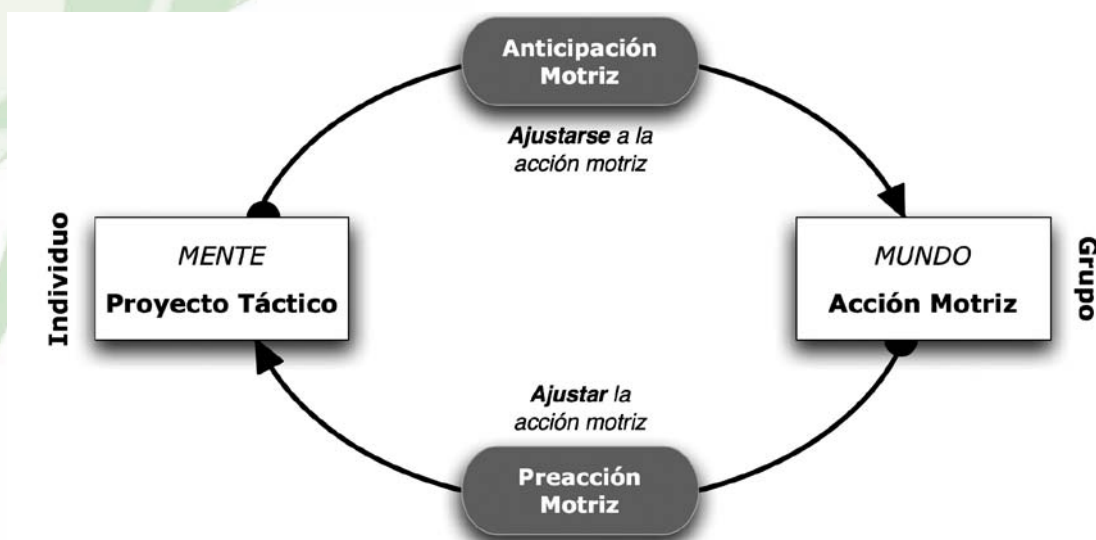 Anticipación
Motriz
Ajustarse a la
acción motriz
Individuo
MENTE
Proyecto Táctico
MUNDO
Acción Motriz
Grupo
Ajustar la
acción motriz
Preacción
Motriz